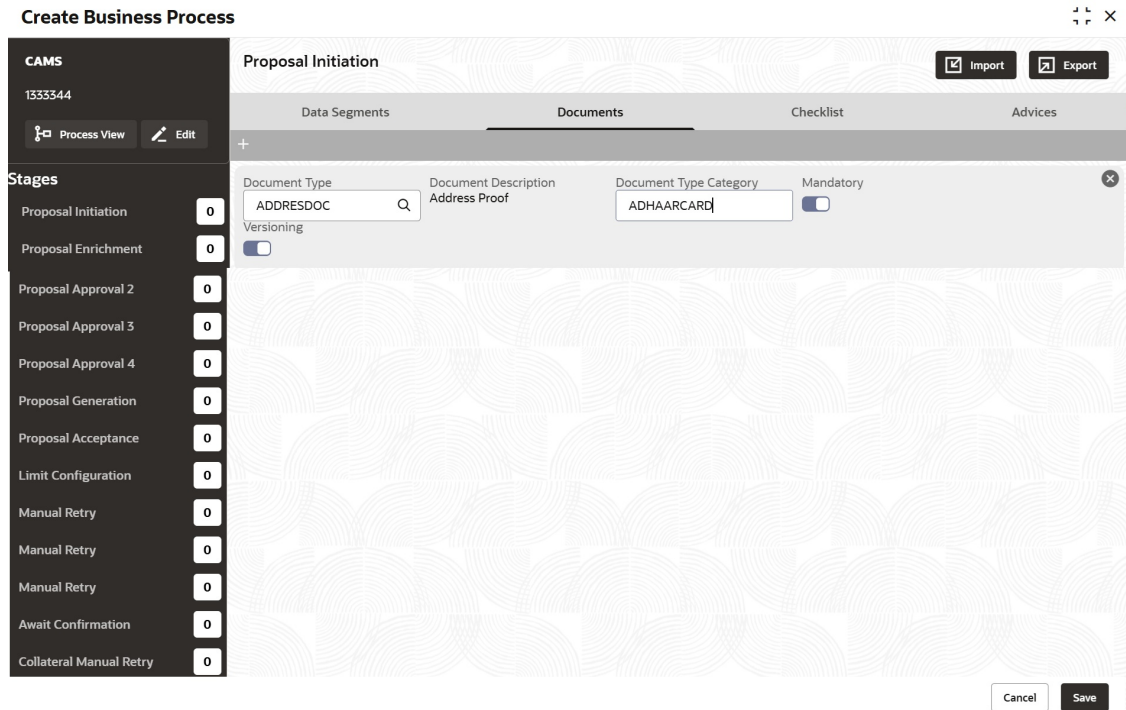 Create Business Process
CAMS
1333344
Process View Edit
Stages
Proposal Initiation 0
Proposal Enrichment 0
Proposal Approval 2 0
Proposal Approval 3 0
Proposal Approval 4 0
Proposal Generation 0
Proposal Acceptance 0
Limit Configuration 0
Manual Retry 0
Manual Retry 0
Manual Retry 0
Await Confirmation 0
Collateral Manual Retry 0
Proposal Initiation
Import Export
Data Segments Documents Checklist Advices
Document Type Document Description Document Type Category Mandatory
ADDRESDOC Address Proof ADHAARCARD
Versioning
Cancel Save